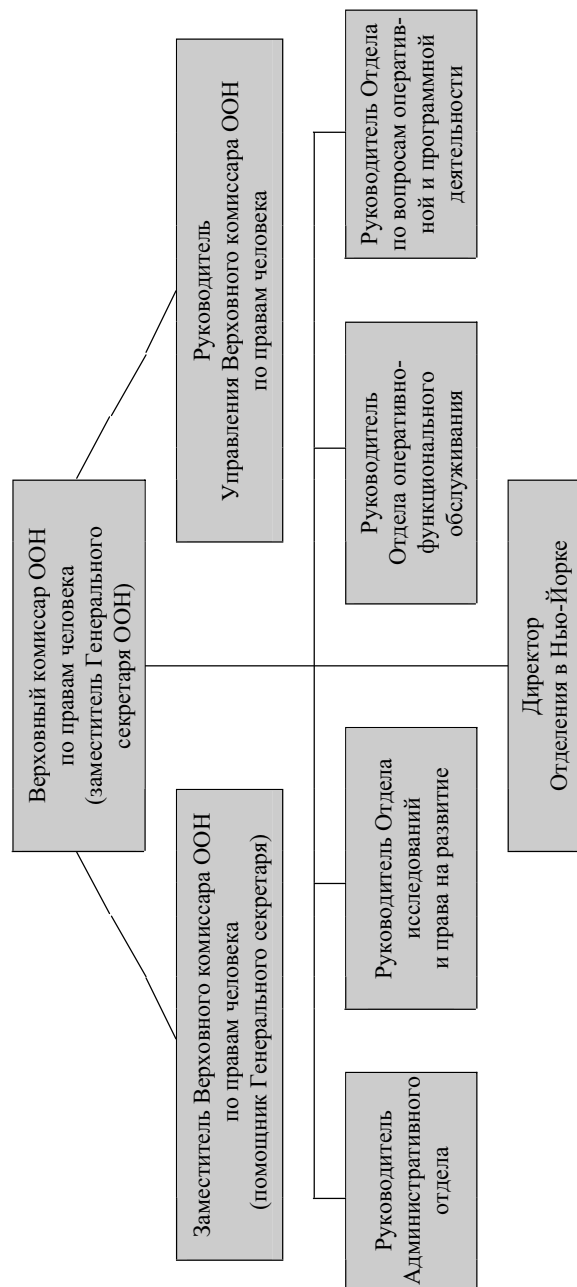 Верховный комиссар ООН
по правам человека
(заместитель Генерального
секретаря ООН)
Заместитель Верховного комиссара ООН
по правам человека
(помощник Генерального секретаря)
Руководитель
Управления Верховного комиссара ООН
по правам человека
Руководитель
Административного
отдела
Руководитель Отдела
исследований
и права на развитие
Руководитель
Отдела оперативно-
функционального
обслуживания
Руководитель Отдела
по вопросам оператив-
ной и программной
деятельности
Директор
Отделения в Нью-Йорке